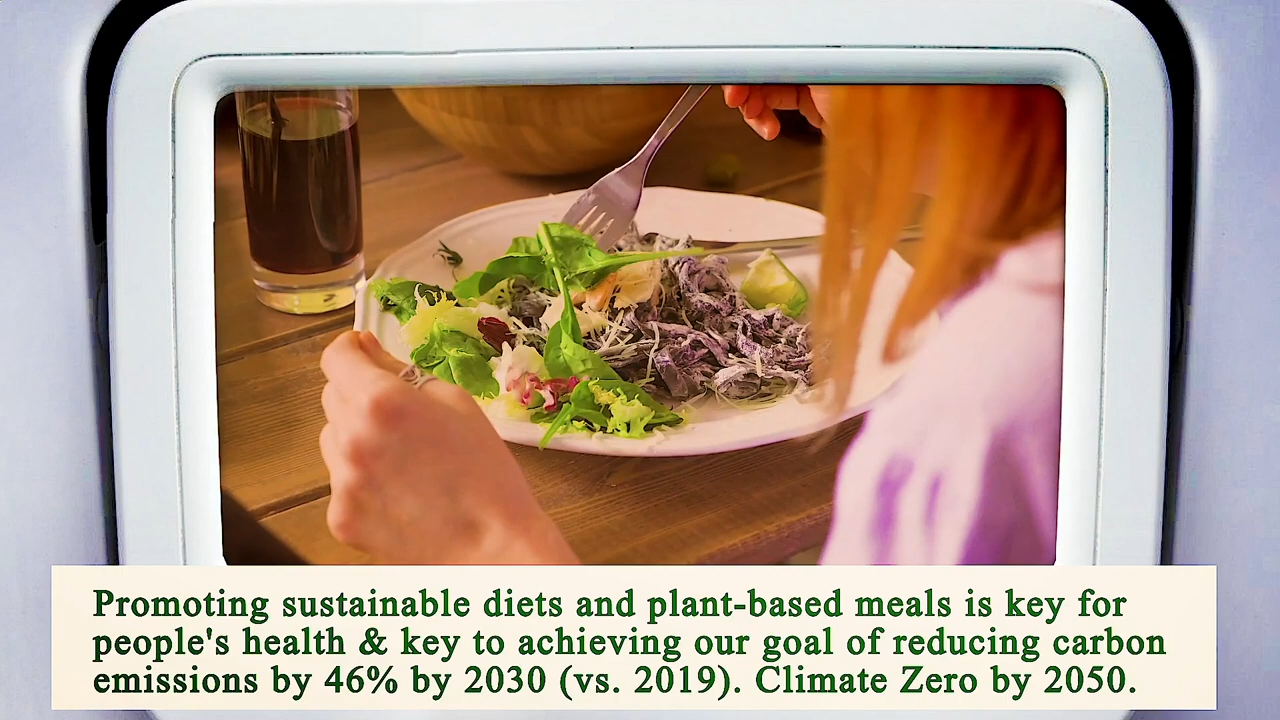 Promoting sustainable diets and plant-based meals is key for
people's health & key to achieving our goal of reducing carbon
emissions by 46% by 2030 (vs. 2019). Climate Zero by 2050.